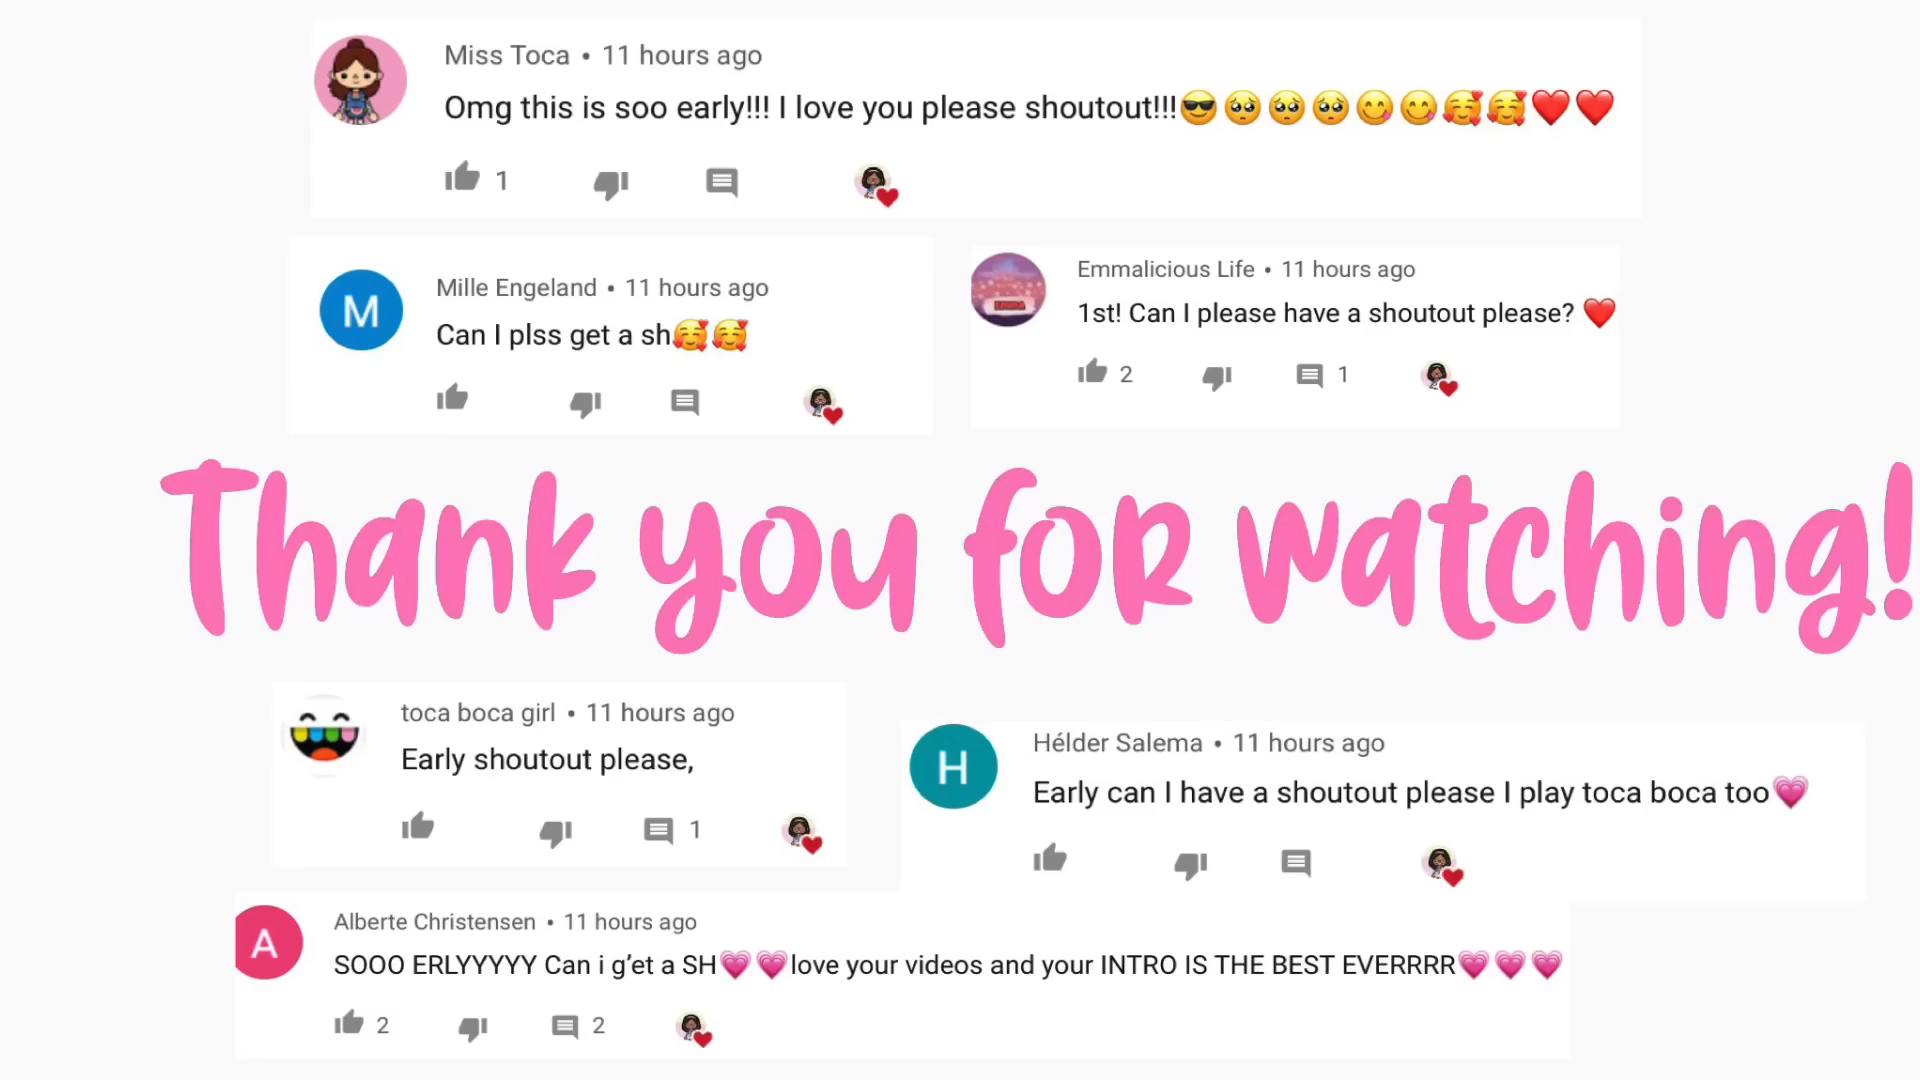 Miss Toca • 11 hours ago
Omg this is soo early!!! I love you please shoutout!!!😎🥺🥺🥺😋😋🥰🥰❤️❤️
1
Mille Engeland • 11 hours ago
Can I plss get a sh🥰🥰
M
Emmalicious Life • 11 hours ago
1st! Can I please have a shoutout please? ❤️
2 1
Thank you for watching!
toca boca girl • 11 hours ago
Early shoutout please,
1
H
Hélder Salema • 11 hours ago
Early can I have a shoutout please I play toca boca too💗
A
Alberte Christensen • 11 hours ago
SOOO ERLYYYYY Can i g’et a SH💗💗love your videos and your INTRO IS THE BEST EVERRRR💗💗💗
2 2